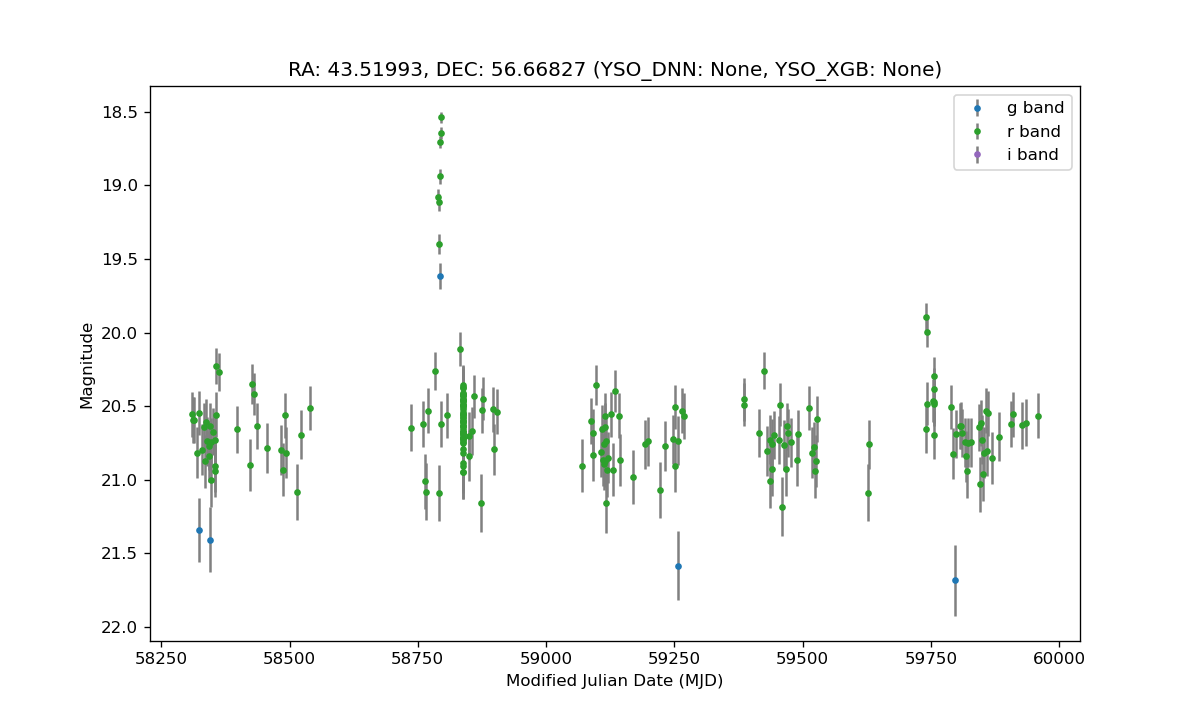 RA: 43.51993, DEC: 56.66827 (YSO_DNN: None, YSO_XGB: None)
g band
r band
i band
18.5
19.0
19.5
20.0
20.5
21.0
21.5
22.0
Magnitude
58250 58500 58750 59000 59250 59500 59750 60000
Modified Julian Date (MJD)